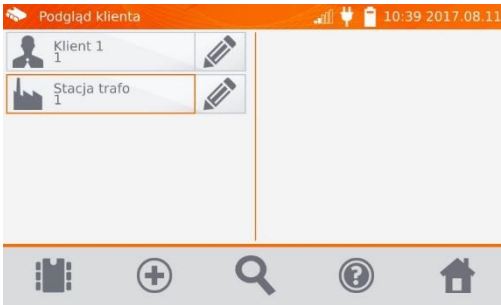 Podgląd klienta
10:39 2017.08.11
Klient 1
1
Stacja trafo
1